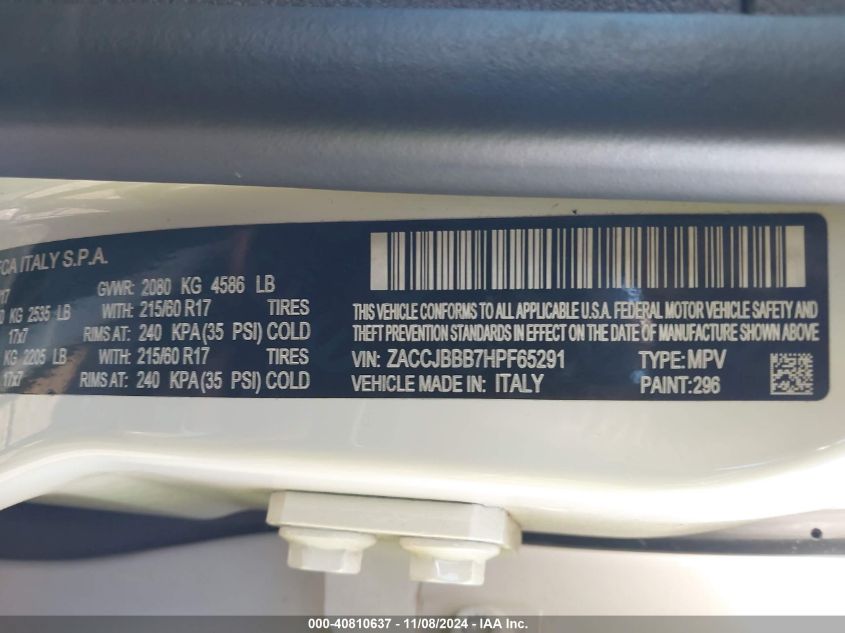 FCA ITALY S.P.A.
17
GVWR: 2080 KG 4586 LB
0 KG 2535 LB WITH: 215/60 R17 TIRES
17x7 RIMS AT: 240 KPA(35 PSI) COLD
KG 2205 LB WITH: 215/60 R17 TIRES
17x7 RIMS AT: 240 KPA(35 PSI) COLD
THIS VEHICLE CONFORMS TO ALL APPLICABLE U.S.A. FEDERAL MOTOR VEHICLE SAFETY AND
THEFT PREVENTION STANDARDS IN EFFECT ON THE DATE OF MANUFACTURE SHOWN ABOVE
VIN: ZACCJBBB7HPF65291 TYPE: MPV
VEHICLE MADE IN: ITALY PAINT: 296
000-40810637 - 11/08/2024 - IAA Inc.